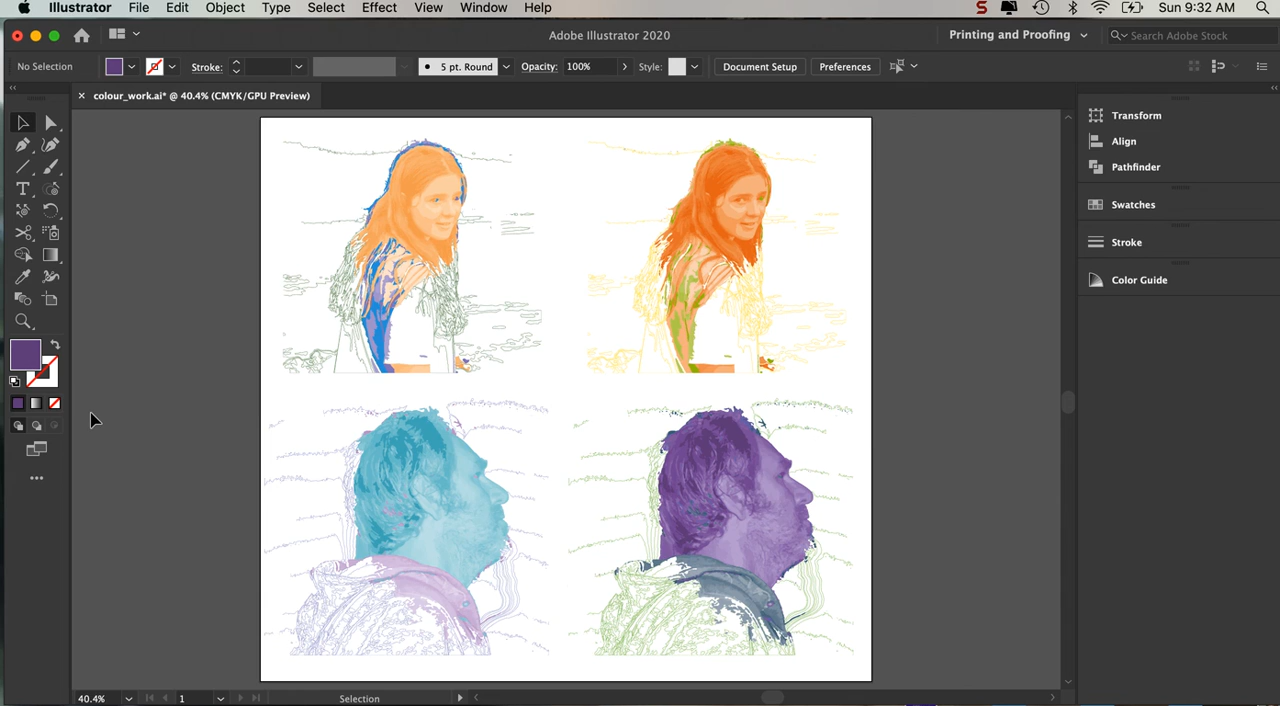 Illustrator File Edit Object Type Select Effect View Window Help S Sun 9:32 AM
Adobe Illustrator 2020 Printing and Proofing Search Adobe Stock
No Selection Stroke: 5 pt. Round Opacity: 100% Style: Document Setup Preferences
× colour_work.ai* @ 40.4% (CMYK/GPU Preview)
Transform
Align
Pathfinder
Swatches
Stroke
Color Guide
40.4% 1 Selection